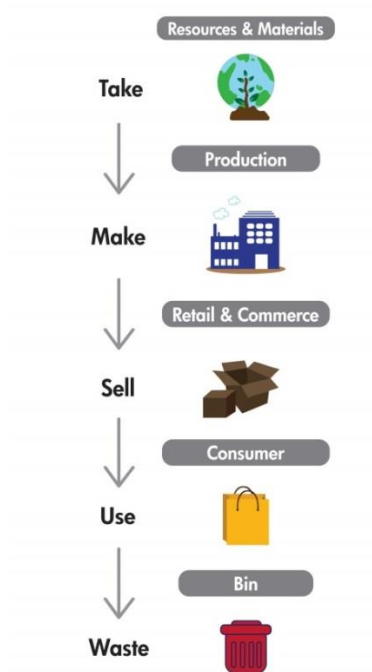 Resources & Materials
Take
Production
Make
Retail & Commerce
Sell
Consumer
Use
Bin
Waste